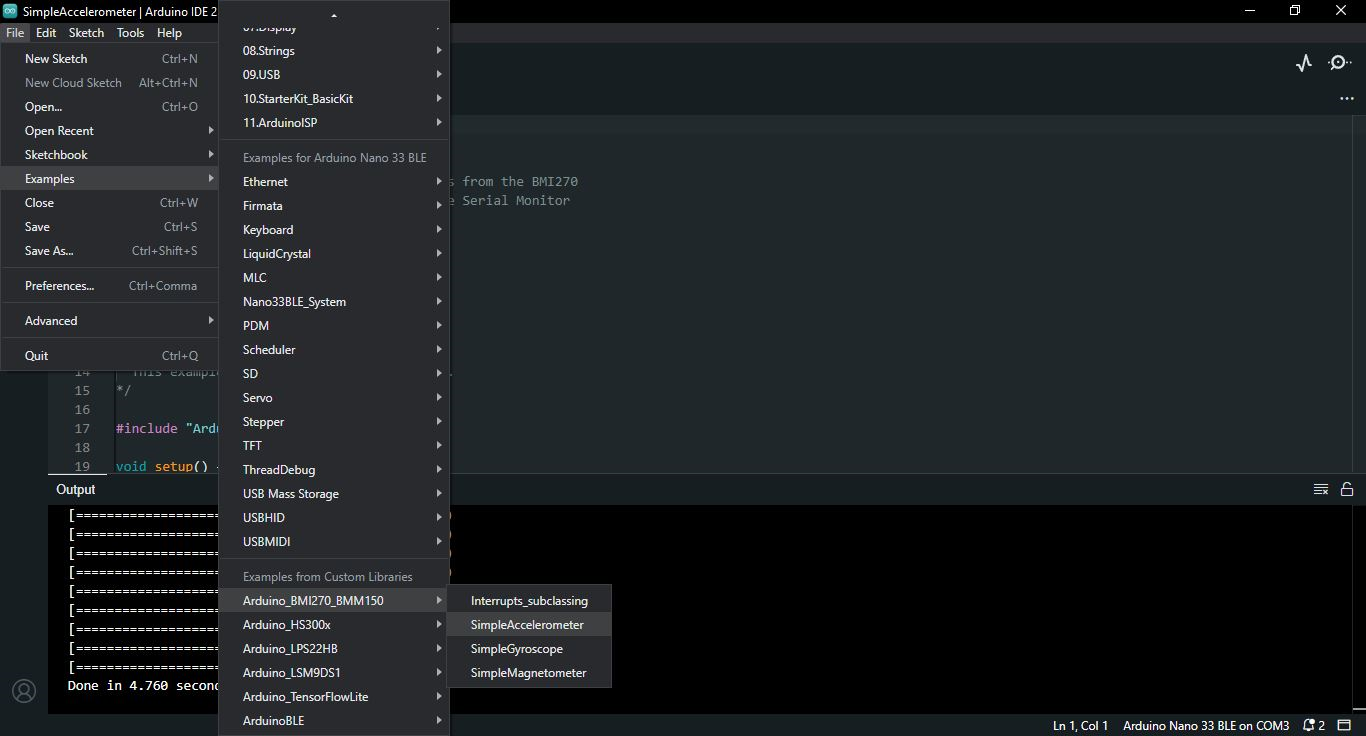 SimpleAccelerometer | Arduino IDE 2
File Edit Sketch Tools Help
New Sketch Ctrl+N
New Cloud Sketch Alt+Ctrl+N
Open... Ctrl+O
Open Recent
Sketchbook
Examples
Close Ctrl+W
Save Ctrl+S
Save As... Ctrl+Shift+S
Preferences... Ctrl+Comma
Advanced
Quit Ctrl+Q
07.Display
08.Strings
09.USB
10.StarterKit_BasicKit
11.ArduinoISP
Examples for Arduino Nano 33 BLE
Ethernet
Firmata
Keyboard
LiquidCrystal
MLC
Nano33BLE_System
PDM
Scheduler
SD
Servo
Stepper
TFT
ThreadDebug
USB Mass Storage
USBHID
USBMIDI
Examples from Custom Libraries
Arduino_BMI270_BMM150
Arduino_HS300x
Arduino_LPS22HB
Arduino_LSM9DS1
Arduino_TensorFlowLite
ArduinoBLE
Interrupts_subclassing
SimpleAccelerometer
SimpleGyroscope
SimpleMagnetometer
s from the BMI270
e Serial Monitor
14 This exampl
15 */
16
17 #include "Ardu
18
19 void setup() {
Output
[===================
[===================
[===================
[===================
[===================
[===================
[===================
[===================
[===================
Done in 4.760 second
Ln 1, Col 1 Arduino Nano 33 BLE on COM3 2